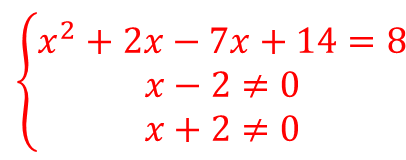 x² + 2x − 7x + 14 = 8
x − 2 ≠ 0
x + 2 ≠ 0